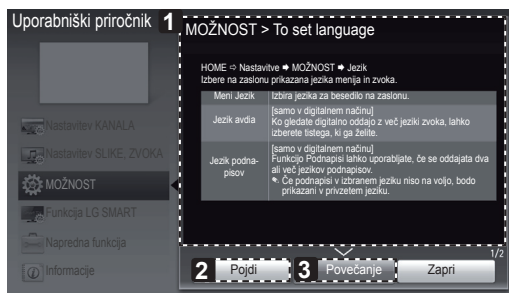 Uporabniški priročnik
1
MOŽNOST > To set language
HOME ⇨ Nastavitve ➡ MOŽNOST ➡ Jezik
Izbere na zaslonu prikazana jezika menija in zvoka.
Meni Jezik
Izbira jezika za besedilo na zaslonu.
Jezik avdia
[samo v digitalnem načinu]
Ko gledate digitalno oddajo z več jeziki zvoka, lahko
izberete tistega, ki ga želite.
Jezik podna-
pisov
[samo v digitalnem načinu]
Funkcijo Podnapisi lahko uporabljate, če se oddajata dva
ali več jezikov podnapisov.
✎ Če podnapisi v izbranem jeziku niso na voljo, bodo
prikazani v privzetem jeziku.
Nastavitev KANALA
Nastavitev SLIKE, ZVOKA
MOŽNOST
Funkcija LG SMART
Napredna funkcija
Informacije
1/2
2 Pojdi
3 Povečanje
Zapri